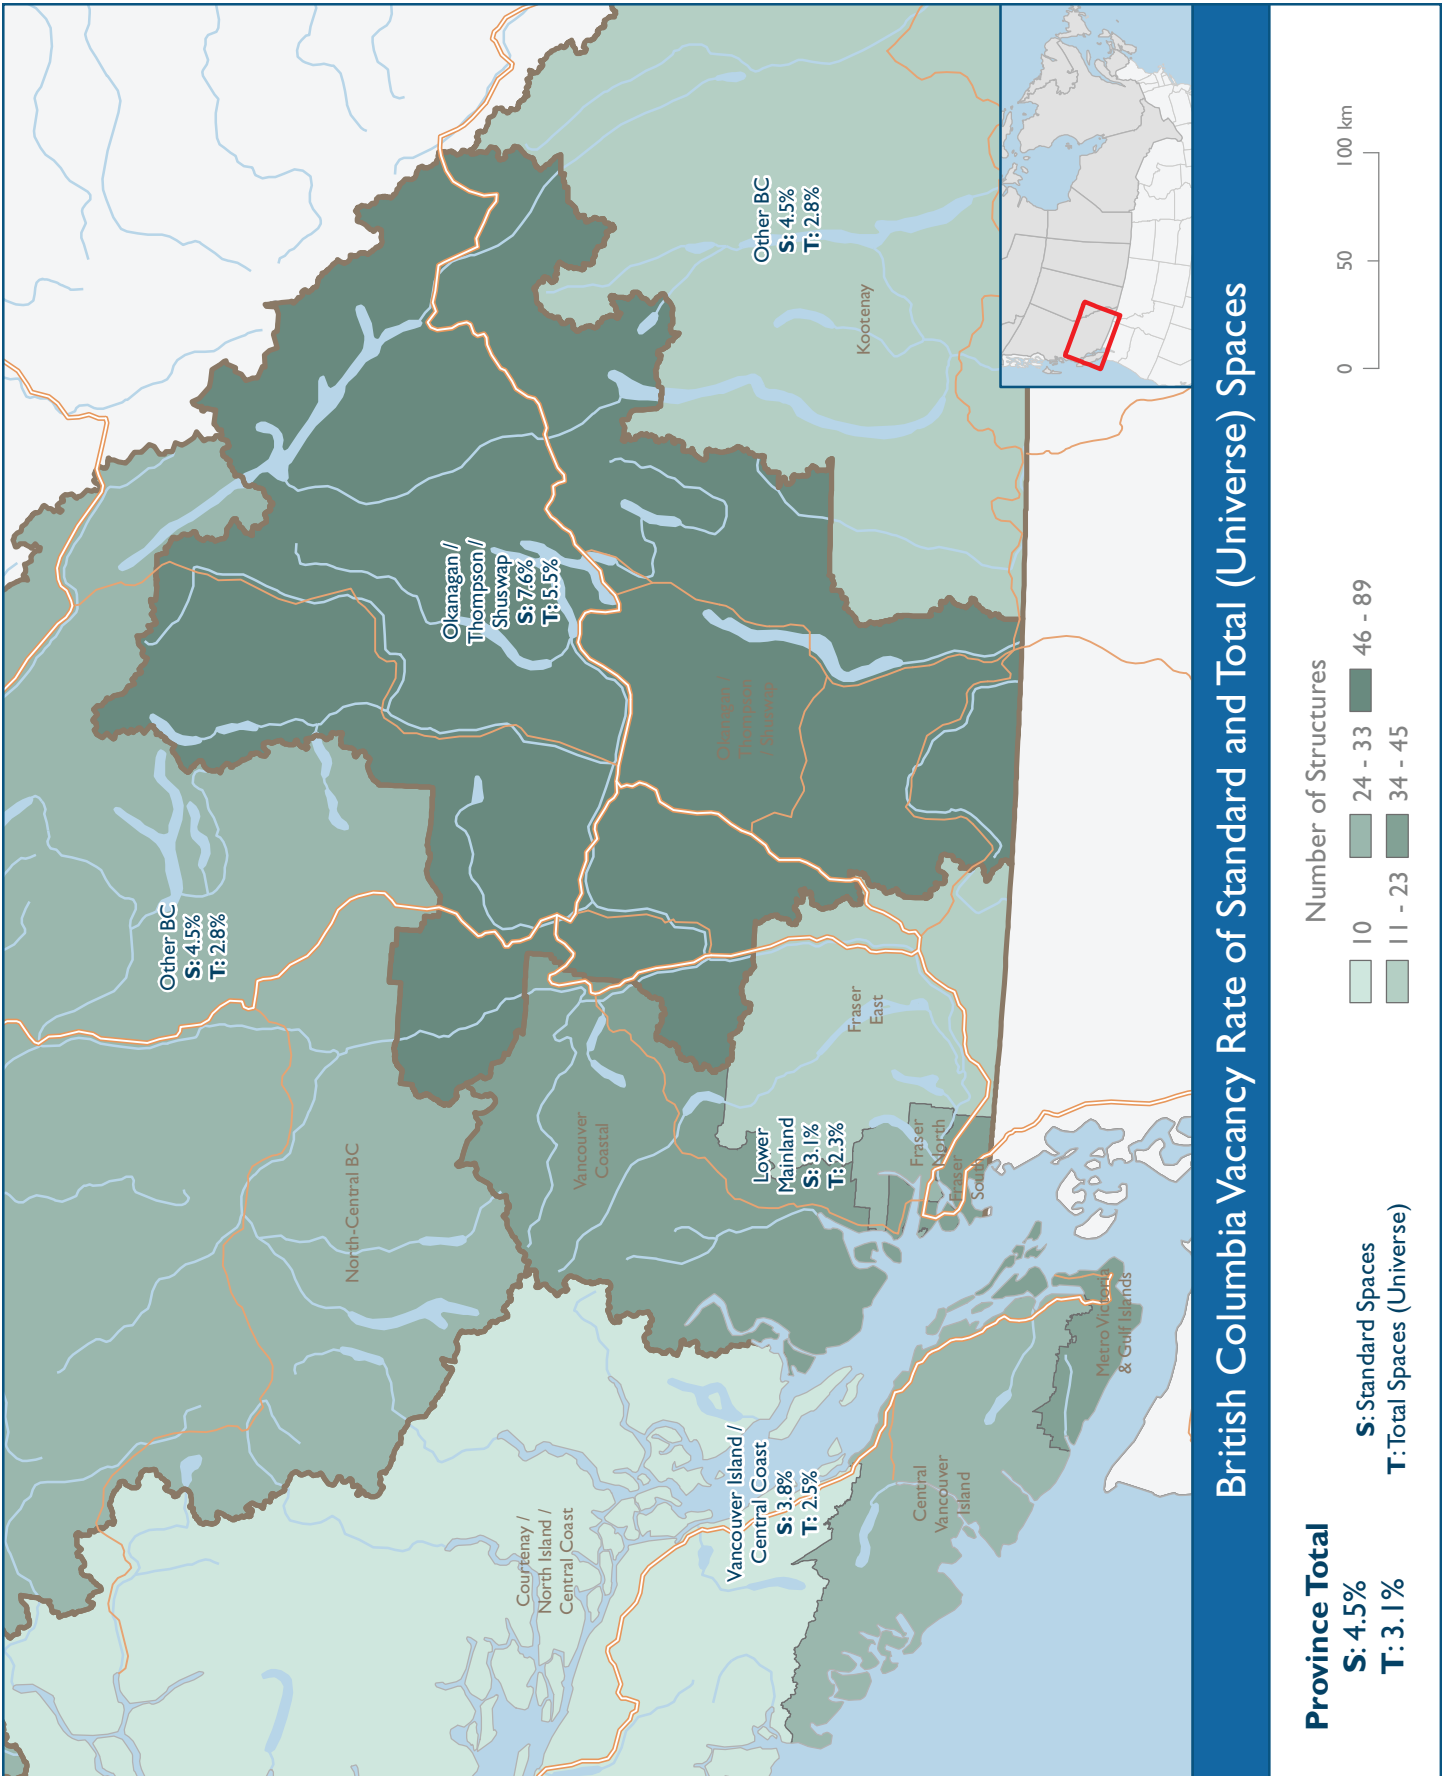 Other BC
S: 4.5%
T: 2.8%
Okanagan /
Thompson /
Shuswap
S: 7.6%
T: 5.5%
Other BC
S: 4.5%
T: 2.8%
Kootenay
Okanagan /
Thompson
/ Shuswap
North-Central BC
Vancouver
Coastal
Fraser
East
Lower
Mainland
S: 3.1%
T: 2.3%
Fraser
North
Fraser
South
Courtenay /
North Island /
Central Coast
Vancouver Island /
Central Coast
S: 3.8%
T: 2.5%
Central
Vancouver
Island
Metro Victoria
& Gulf Islands
British Columbia Vacancy Rate of Standard and Total (Universe) Spaces
Province Total
S: 4.5%
T: 3.1%
S: Standard Spaces
T: Total Spaces (Universe)
Number of Structures
10
24 - 33
46 - 89
11 - 23
34 - 45
0
50
100 km